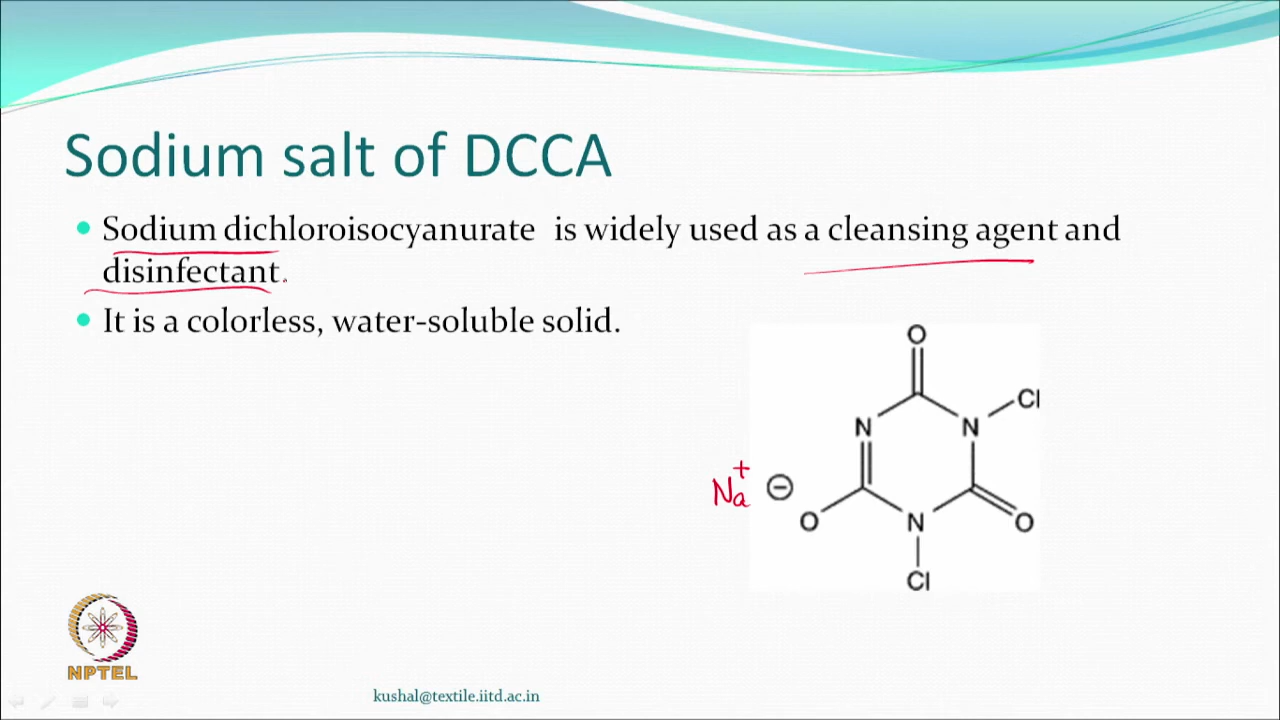 Sodium salt of DCCA
Sodium dichloroisocyanurate is widely used as a cleansing agent and
disinfectant.
It is a colorless, water-soluble solid.
O
Cl
N
N
Na+
O
N
O
Cl
NPTEL
kushal@textile.iitd.ac.in